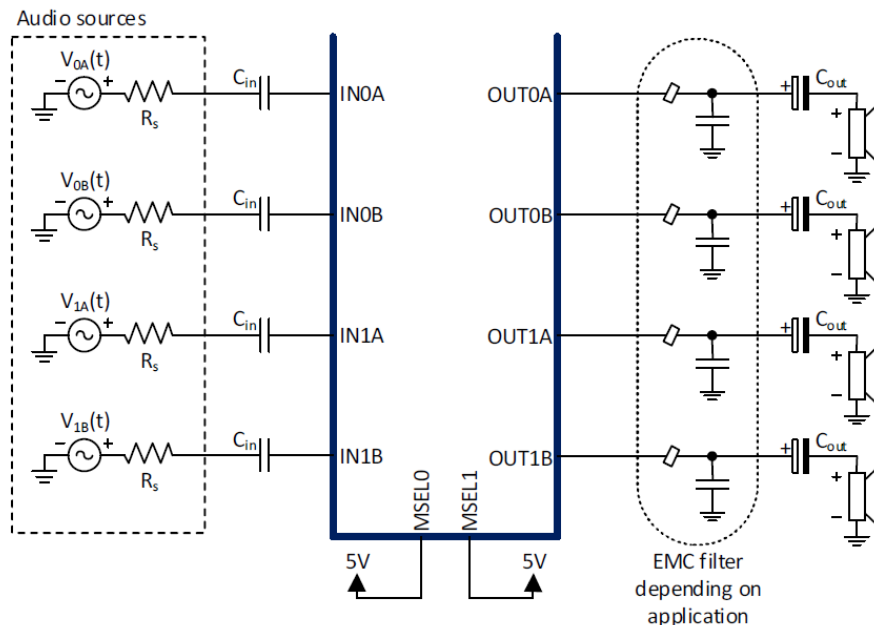 Audio sources
V0A(t)
− +
Rs
Cin
IN0A
OUT0A
+
Cout
+
−
V0B(t)
− +
Rs
Cin
IN0B
OUT0B
+
Cout
+
−
V1A(t)
− +
Rs
Cin
IN1A
OUT1A
+
Cout
+
−
V1B(t)
− +
Rs
Cin
IN1B
OUT1B
+
Cout
+
−
MSEL0
MSEL1
5V
5V
EMC filter
depending on
application